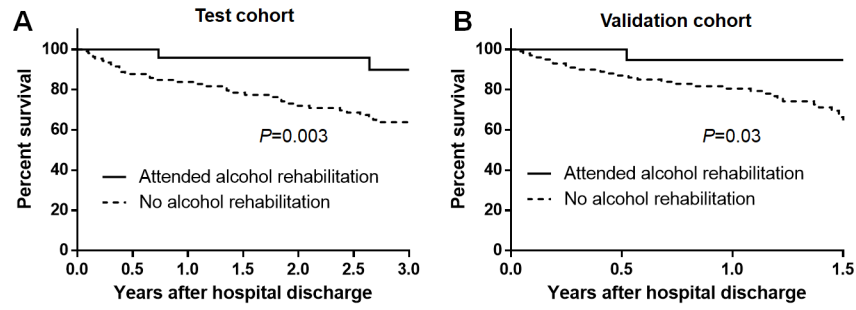 A
Test cohort
Percent survival
100
80
60
40
20
0
P=0.003
Attended alcohol rehabilitation
No alcohol rehabilitation
0.0 0.5 1.0 1.5 2.0 2.5 3.0
Years after hospital discharge
B
Validation cohort
Percent survival
100
80
60
40
20
0
P=0.03
Attended alcohol rehabilitation
No alcohol rehabilitation
0.0 0.5 1.0 1.5
Years after hospital discharge